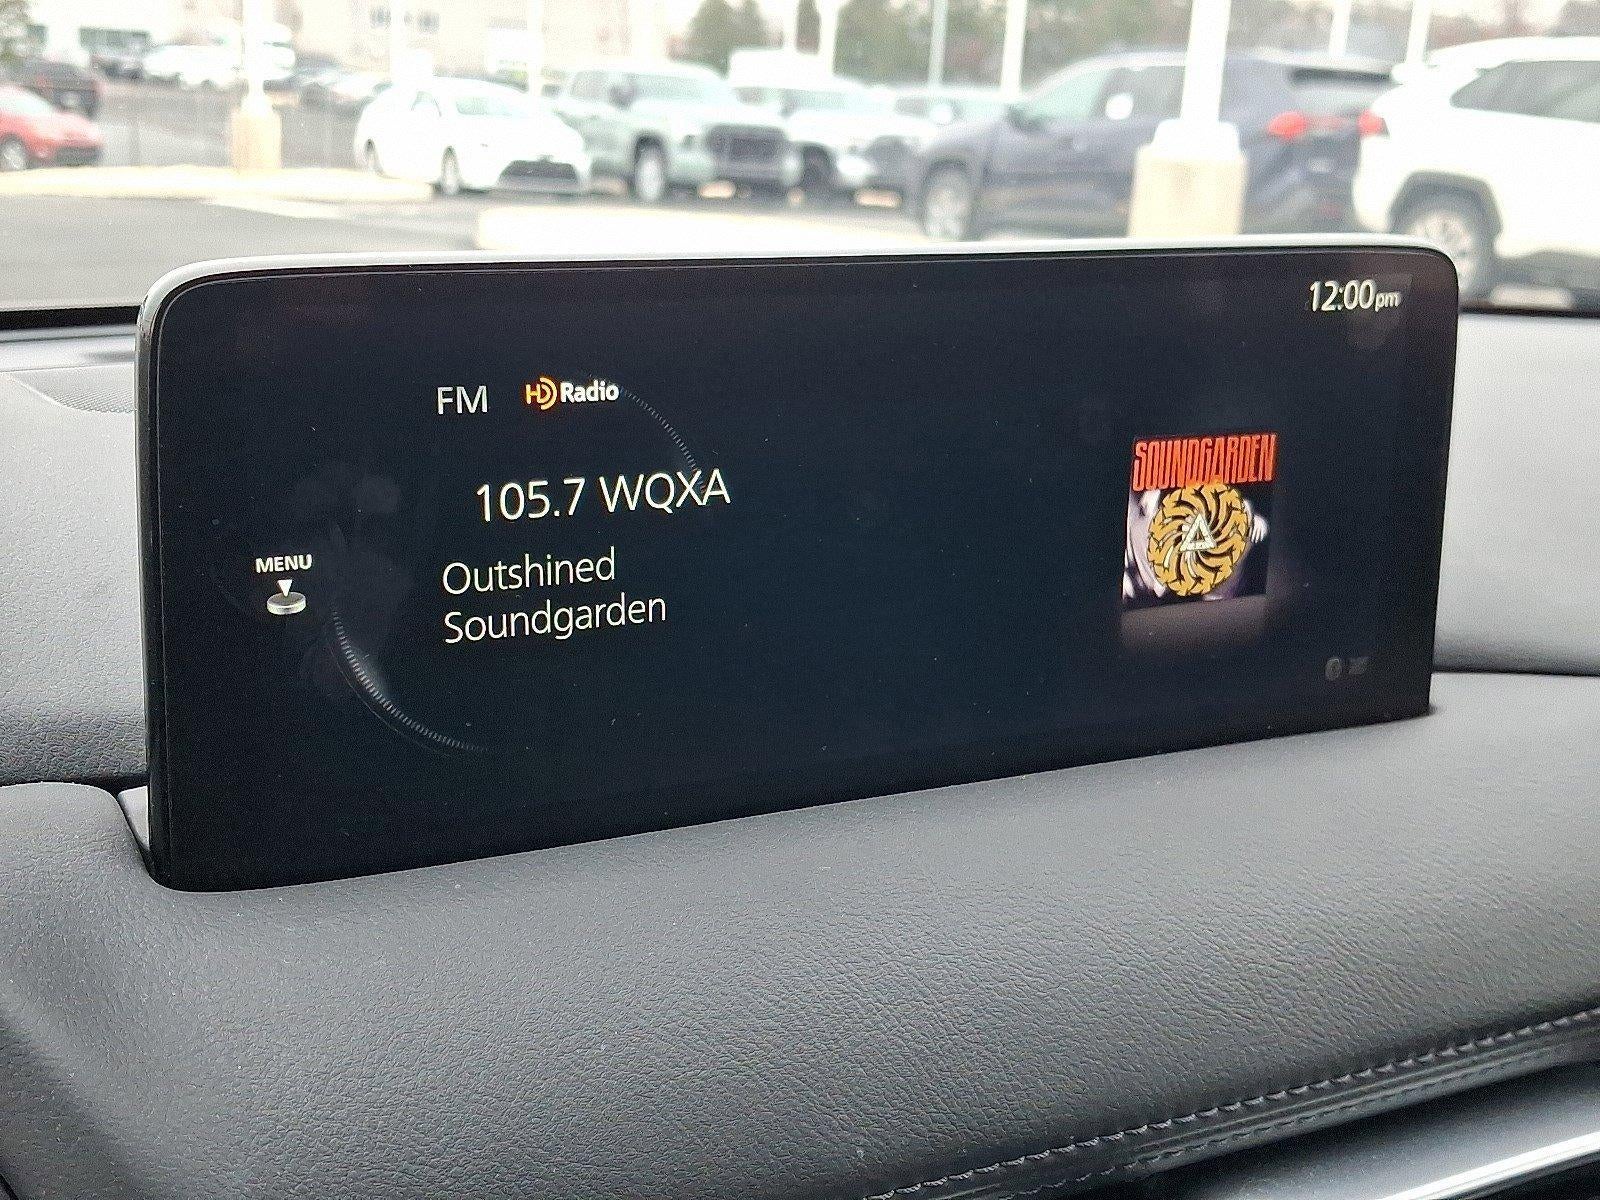 12:00pm
FM HD Radio
105.7 WQXA
SOUNDGARDEN
MENU
Outshined
Soundgarden